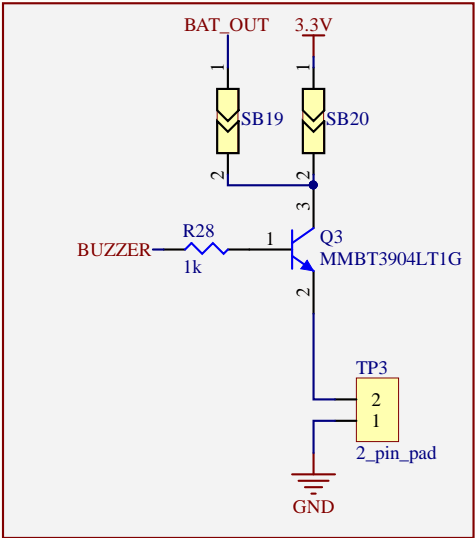 BAT_OUT 3.3V
1 1
SB19 SB20
2 2
3
R28 1 Q3
BUZZER MMBT3904LT1G
1k
2
TP3
2
1
2_pin_pad
GND